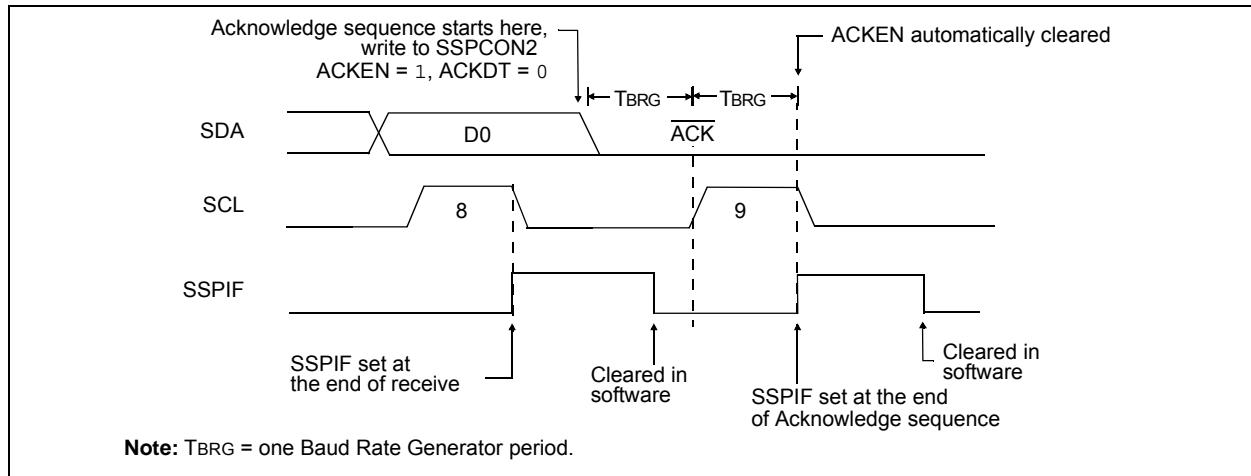 Acknowledge sequence starts here,
write to SSPCON2
ACKEN = 1, ACKDT = 0
ACKEN automatically cleared
TBRG
TBRG
SDA
D0
ACK
SCL
8
9
SSPIF
SSPIF set at
the end of receive
Cleared in
software
SSPIF set at the end
of Acknowledge sequence
Cleared in
software
Note: TBRG = one Baud Rate Generator period.